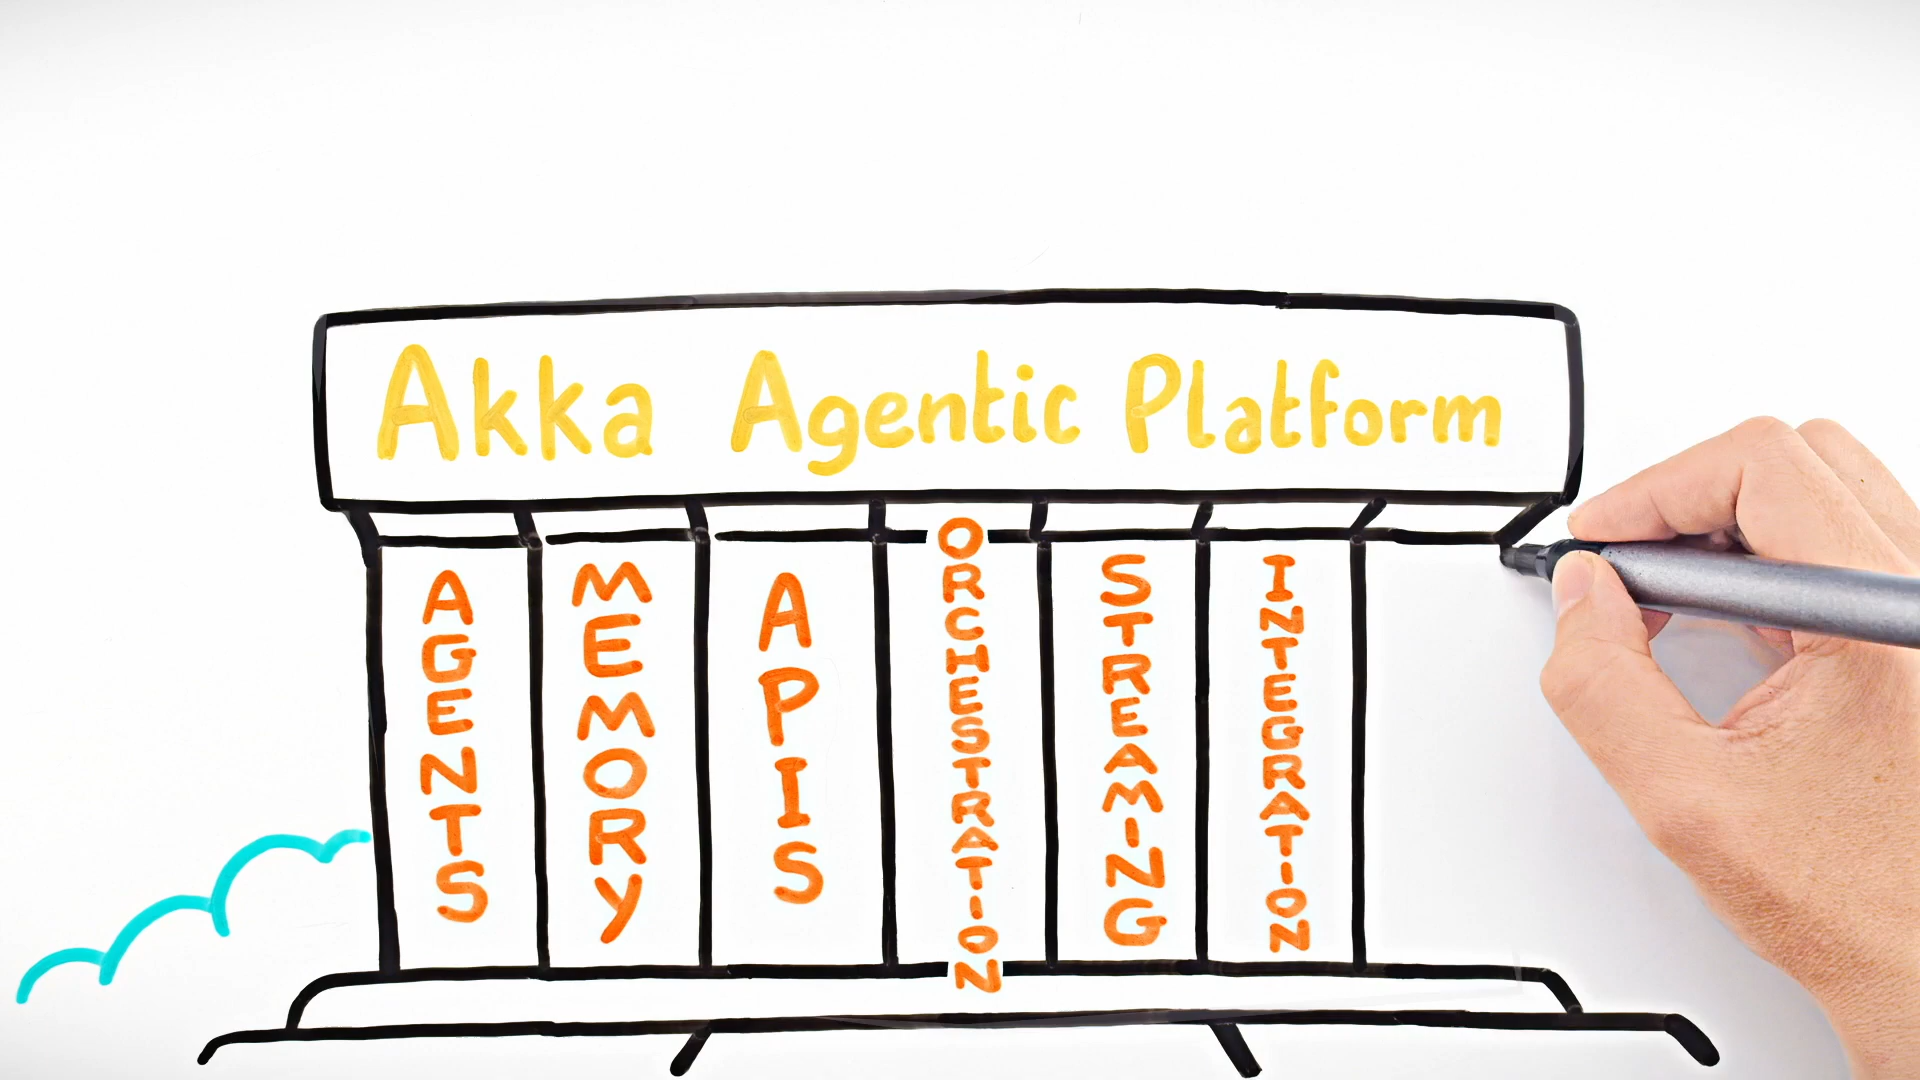 Akka Agentic Platform
AGENTS
MEMORY
APIS
ORCHESTRATION
STREAMING
INTEGRATION